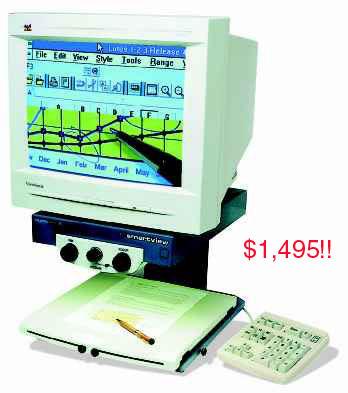 Lotus 1-2-3 Release 4
File Edit View Style Tools Range
A B C D E F G
Dec Jan Feb Mar April May
ViewSonic
smartview
$1,495!!